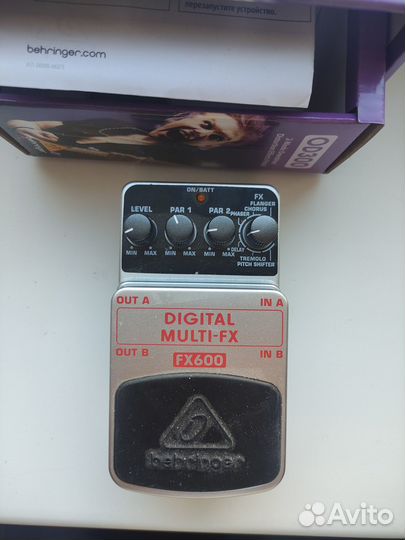 перезапустите устройство.
behringer.com
OD300
ON/BATT
LEVEL
PAR 1
PAR 2
FX
FLANGER
CHORUS
PHASER
DELAY
TREMOLO
PITCH SHIFTER
MIN MAX
MIN MAX
MIN MAX
OUT A
IN A
DIGITAL
MULTI-FX
OUT B
IN B
FX600
behringer
Avito